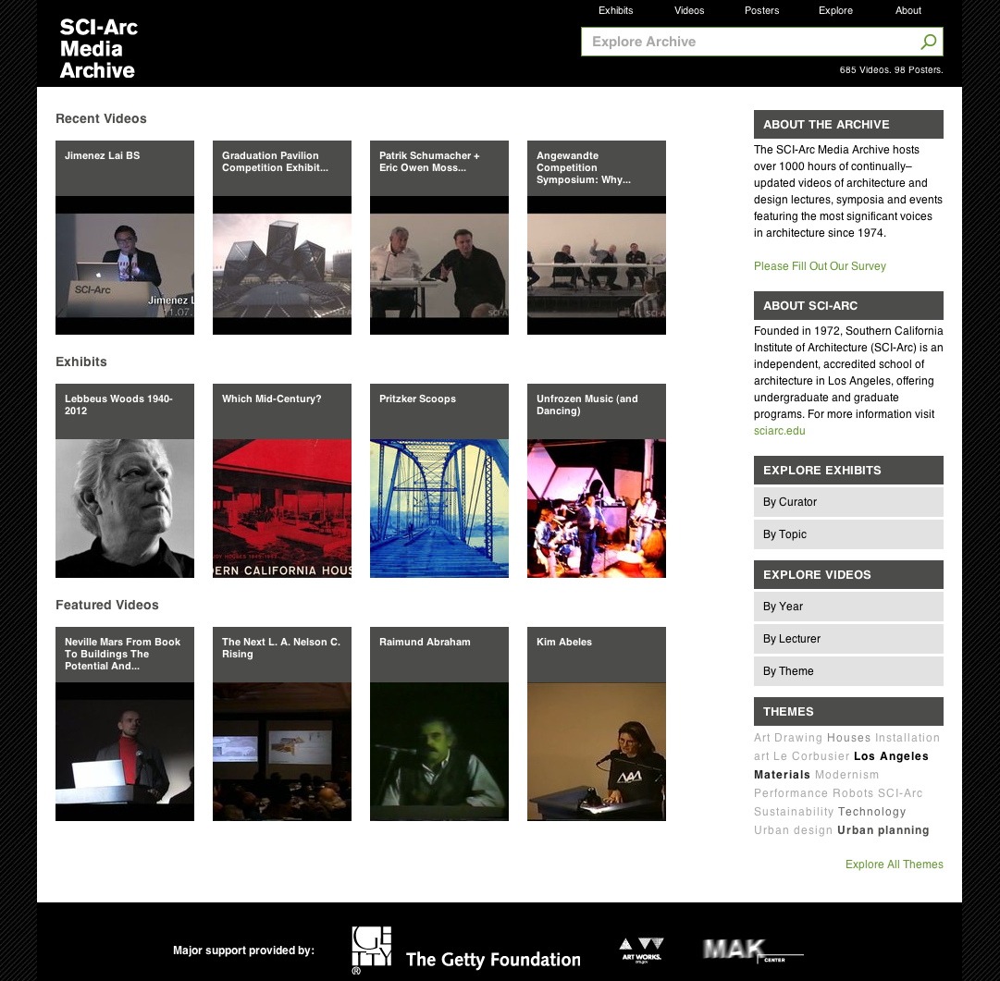 SCI-Arc
Media
Archive
Exhibits Videos Posters Explore About
Explore Archive
685 Videos. 98 Posters.
Recent Videos
Jimenez Lai BS
Graduation Pavilion
Competition Exhibit...
Patrik Schumacher +
Eric Owen Moss...
Angewandte
Competition
Symposium: Why...
SCI-Arc
Jimenez L
11.07.
SCI-A
SCI-A
SCI-A
Exhibits
Lebbeus Woods 1940-
2012
Which Mid-Century?
Pritzker Scoops
Unfrozen Music (and
Dancing)
DERN CALIFORNIA HOUS
Featured Videos
Neville Mars From Book
To Buildings The
Potential And...
The Next L. A. Nelson C.
Rising
Raimund Abraham
Kim Abeles
ABOUT THE ARCHIVE
The SCI-Arc Media Archive hosts
over 1000 hours of continually–
updated videos of architecture and
design lectures, symposia and events
featuring the most significant voices
in architecture since 1974.
Please Fill Out Our Survey
ABOUT SCI-ARC
Founded in 1972, Southern California
Institute of Architecture (SCI-Arc) is an
independent, accredited school of
architecture in Los Angeles, offering
undergraduate and graduate
programs. For more information visit
sciarc.edu
EXPLORE EXHIBITS
By Curator
By Topic
EXPLORE VIDEOS
By Year
By Lecturer
By Theme
THEMES
Art Drawing Houses Installation
art Le Corbusier Los Angeles
Materials Modernism
Performance Robots SCI-Arc
Sustainability Technology
Urban design Urban planning
Explore All Themes
Major support provided by:
GETTY
®
The Getty Foundation
ART WORKS.
arts.gov
MAK
CENTER